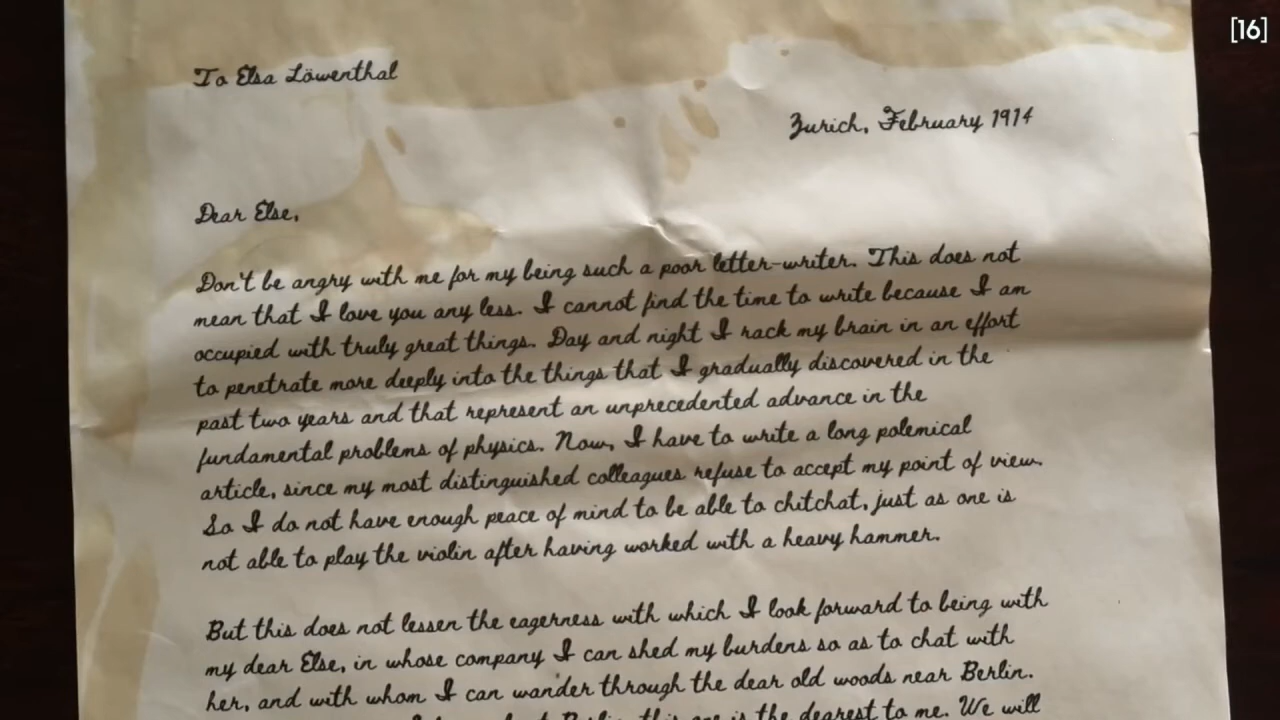 [16]
To Elsa Löwenthal
Zurich, February 1914
Dear Else,
Don't be angry with me for my being such a poor letter-writer. This does not
mean that I love you any less. I cannot find the time to write because I am
occupied with truly great things. Day and night I rack my brain in an effort
to penetrate more deeply into the things that I gradually discovered in the
past two years and that represent an unprecedented advance in the
fundamental problems of physics. Now, I have to write a long polemical
article, since my most distinguished colleagues refuse to accept my point of view.
So I do not have enough peace of mind to be able to chitchat, just as one is
not able to play the violin after having worked with a heavy hammer.
But this does not lessen the eagerness with which I look forward to being with
my dear Else, in whose company I can shed my burdens so as to chat with
her, and with whom I can wander through the dear old woods near Berlin.
Berlin, this one is the dearest to me. We will